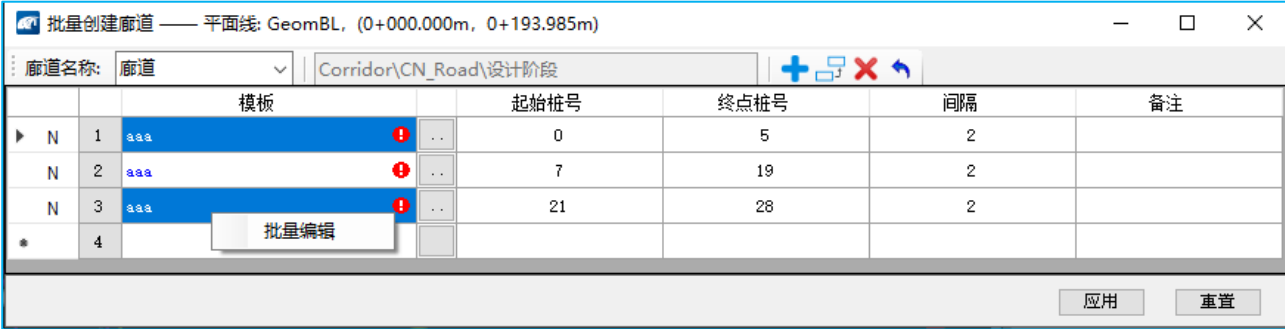 批量创建廊道 —— 平面线: GeomBL, (0+000.000m, 0+193.985m)
廊道名称: 廊道 Corridor\CN_Road\设计阶段
模板 起始桩号 终点桩号 间隔 备注
N 1 aaa .. 0 5 2
N 2 aaa .. 7 19 2
N 3 aaa .. 21 28 2
批量编辑
* 4
应用 重置